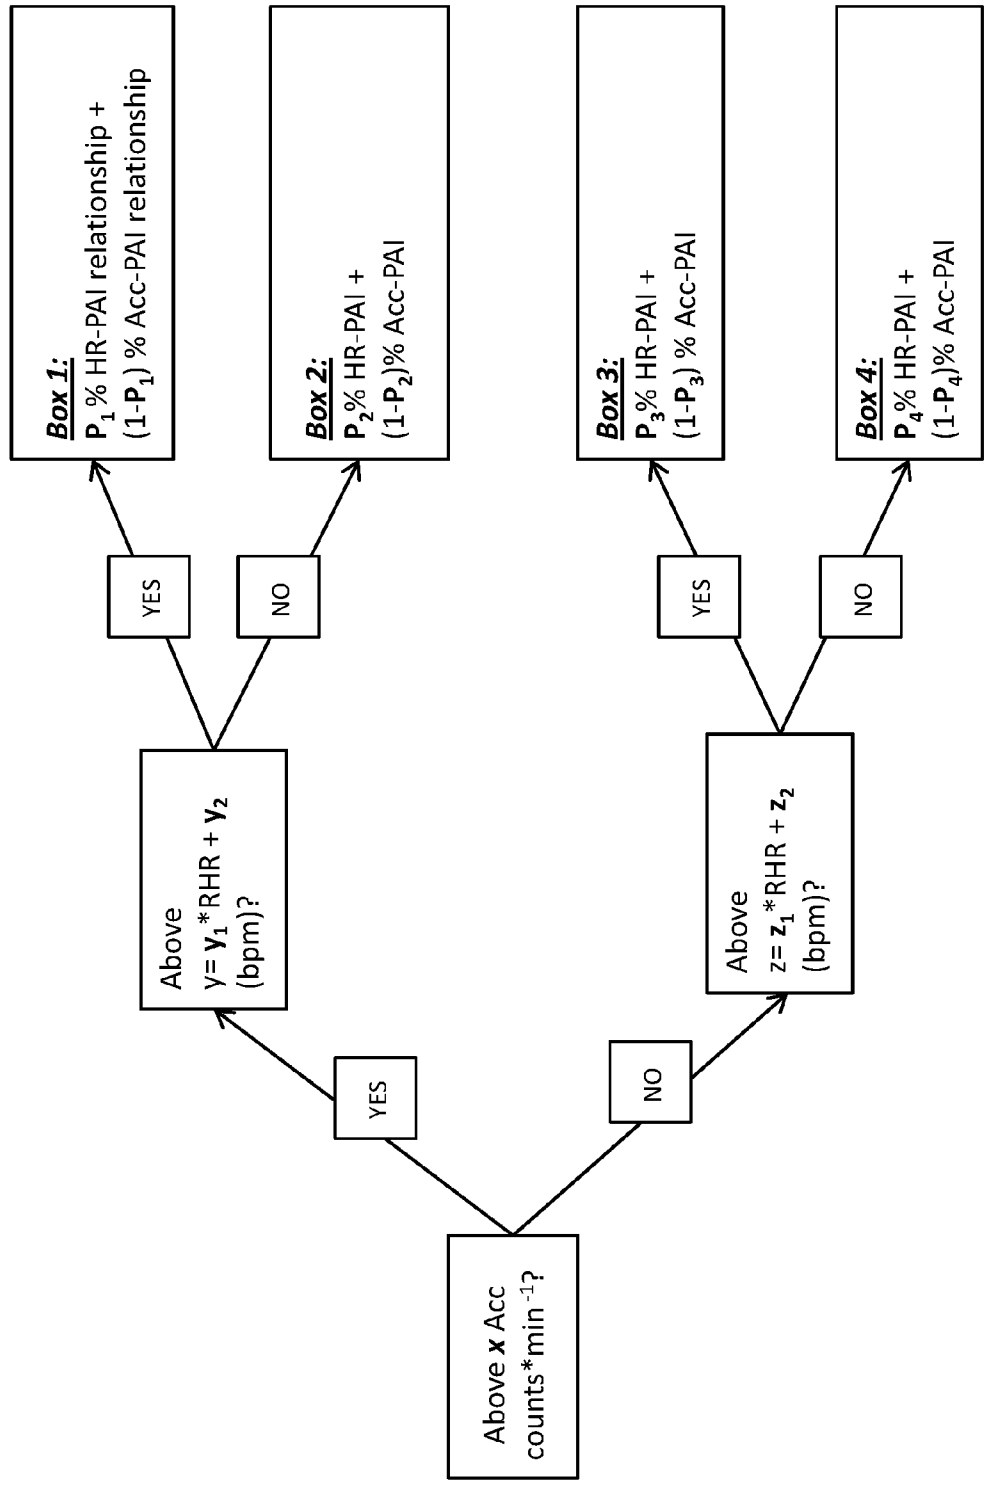 Above x Acc
counts*min -1?
YES
NO
Above
y= y1*RHR + y2
(bpm)?
Above
z= z1*RHR + z2
(bpm)?
YES
NO
YES
NO
Box 1:
P1% HR-PAI relationship +
(1-P1) % Acc-PAI relationship
Box 2:
P2% HR-PAI +
(1-P2)% Acc-PAI
Box 3:
P3% HR-PAI +
(1-P3) % Acc-PAI
Box 4:
P4% HR-PAI +
(1-P4)% Acc-PAI